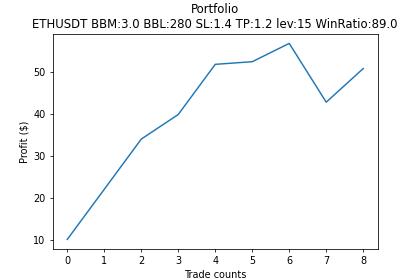 Portfolio
ETHUSDT BBM:3.0 BBL:280 SL:1.4 TP:1.2 lev:15 WinRatio:89.0
50
40
30
20
10
Profit ($)
0 1 2 3 4 5 6 7 8
Trade counts